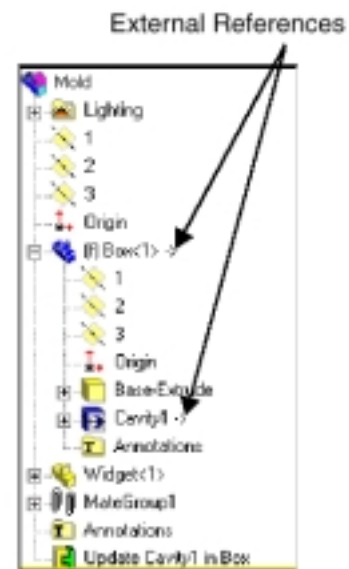 External References
Mold
Lighting
1
2
3
Origin
(f) Box<1> ->
1
2
3
Origin
Base-Extrude
Cavity1 ->
Annotations
Widget<1>
MateGroup1
Annotations
Update Cavity1 in Box